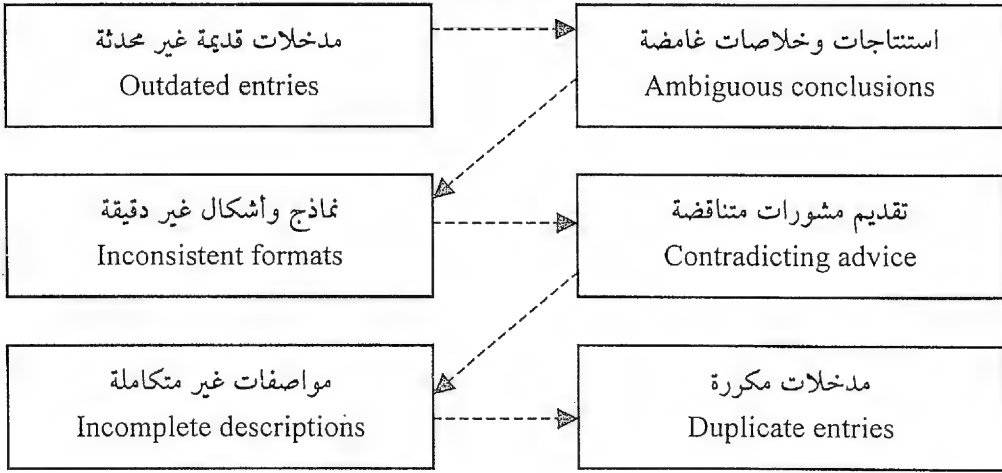 مدخلات قديمة غير محدثة
Outdated entries
استنتاجات وخلاصات غامضة
Ambiguous conclusions
نماذج وأشكال غير دقيقة
Inconsistent formats
تقديم مشورات متناقضة
Contradicting advice
مواصفات غير متكاملة
Incomplete descriptions
مدخلات مكررة
Duplicate entries